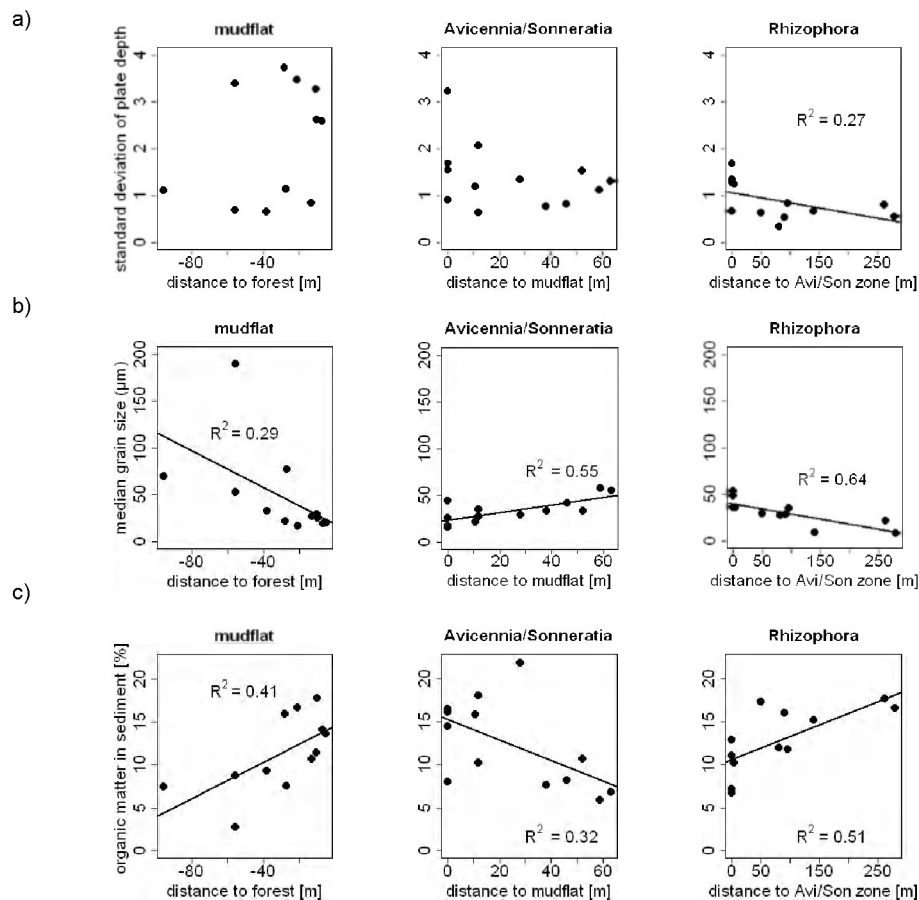 a)
mudflat
Avicennia/Sonneratia
Rhizophora
standard deviation of plate depth
0 1 2 3 4
0 1 2 3 4
0 1 2 3 4
R² = 0.27
-80 -40
0 20 40 60
0 50 150 250
distance to forest [m]
distance to mudflat [m]
distance to Avi/Son zone [m]
b)
mudflat
Avicennia/Sonneratia
Rhizophora
median grain size (µm)
0 50 100 150 200
0 50 100 150 200
0 50 100 150 200
R² = 0.29
R² = 0.55
R² = 0.64
-80 -40
0 20 40 60
0 50 150 250
distance to forest [m]
distance to mudflat [m]
distance to Avi/Son zone [m]
c)
mudflat
Avicennia/Sonneratia
Rhizophora
organic matter in sediment [%]
0 5 10 15 20
0 5 10 15 20
0 5 10 15 20
R² = 0.41
R² = 0.32
R² = 0.51
-80 -40
0 20 40 60
0 50 150 250
distance to forest [m]
distance to mudflat [m]
distance to Avi/Son zone [m]